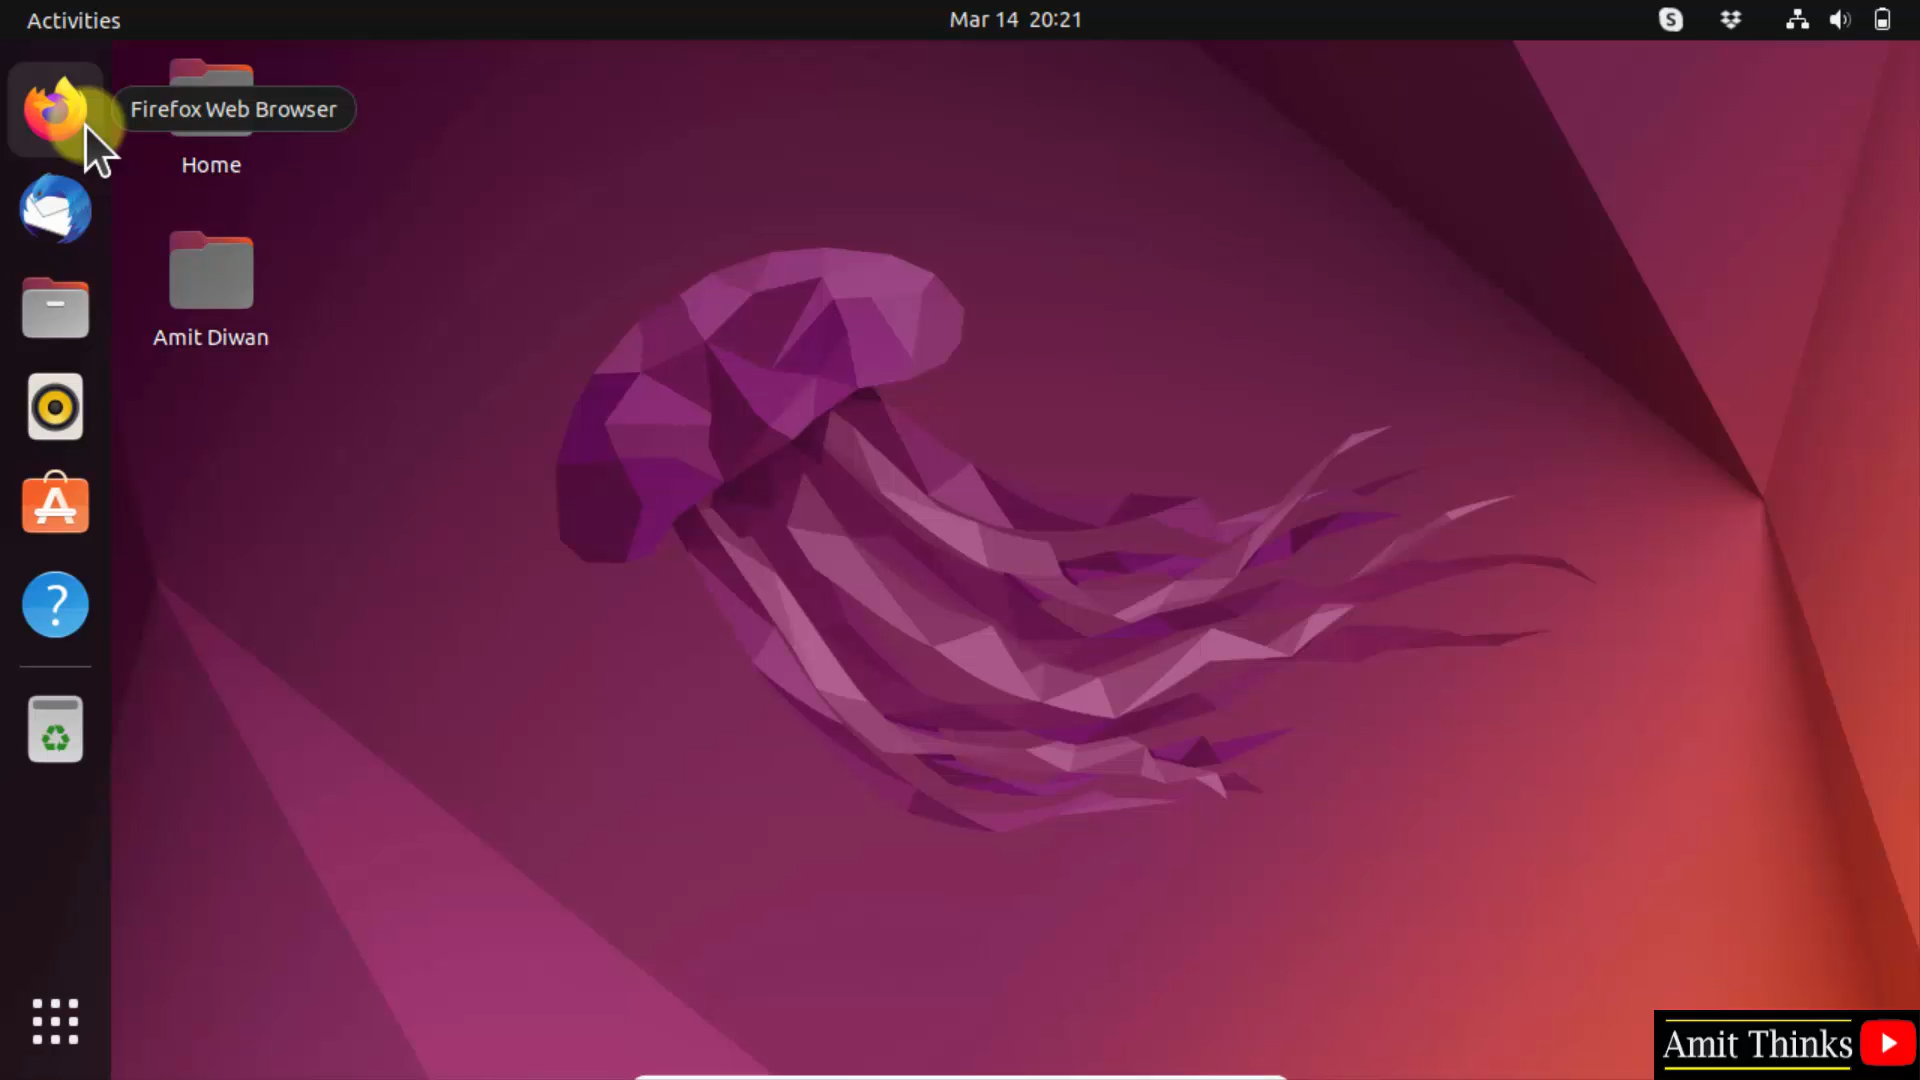 Activities
Mar 14 20:21
Firefox Web Browser
Home
Amit Diwan
Amit Thinks